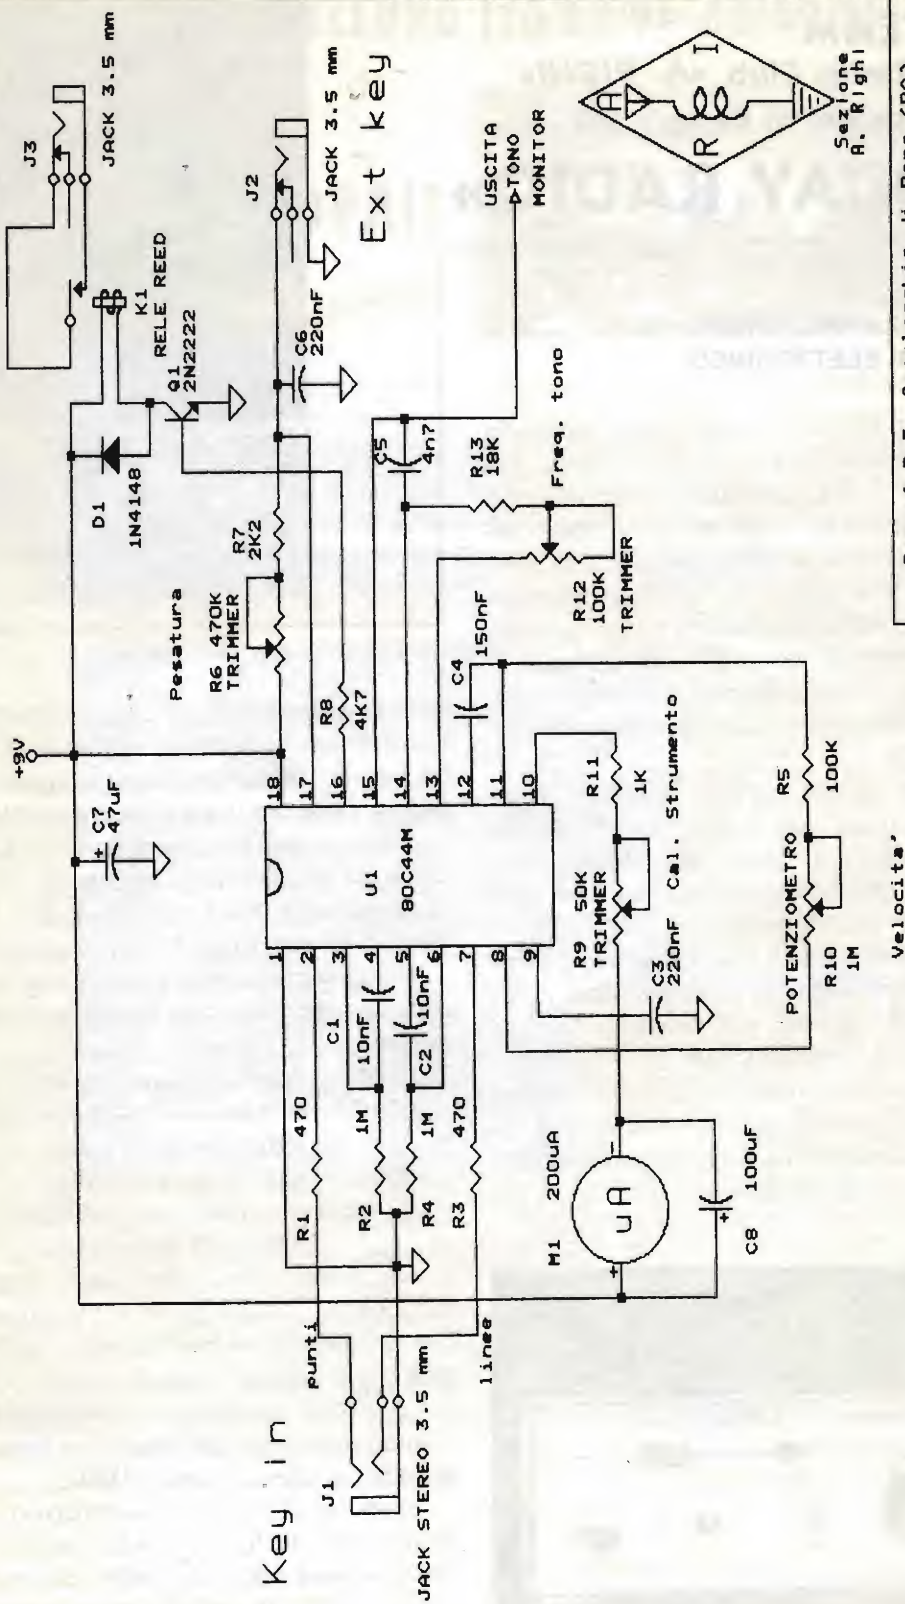 J3
JACK 3.5 mm
K1
RELE REED
D1
1N4148
Q1
2N2222
+9V
C7
47uF
J2
JACK 3.5 mm
Ext key
C6
220nF
R7
2K2
Pesatura
R6 470K
TRIMMER
R8
4K7
USCITA
TONO
MONITOR
C5
4n7
R13
18K
Freq. tono
R12
100K
TRIMMER
C4
150nF
18
17
16
15
14
13
12
11
10
U1
80C44M
1
2
3
4
5
6
7
8
9
C1
10nF
10nF
C2
470
R1
1M
R2
1M
R4
470
R3
punti
linee
Key in
J1
JACK STEREO 3.5 mm
R11
1K
R9 50K
TRIMMER
Cal. Strumento
C3
220nF
M1 200uA
+
uA
-
+
C8 100uF
R5
100K
POTENZIOMETRO
R10
1M
Velocita'
A
R I
Sezione
A. Righi